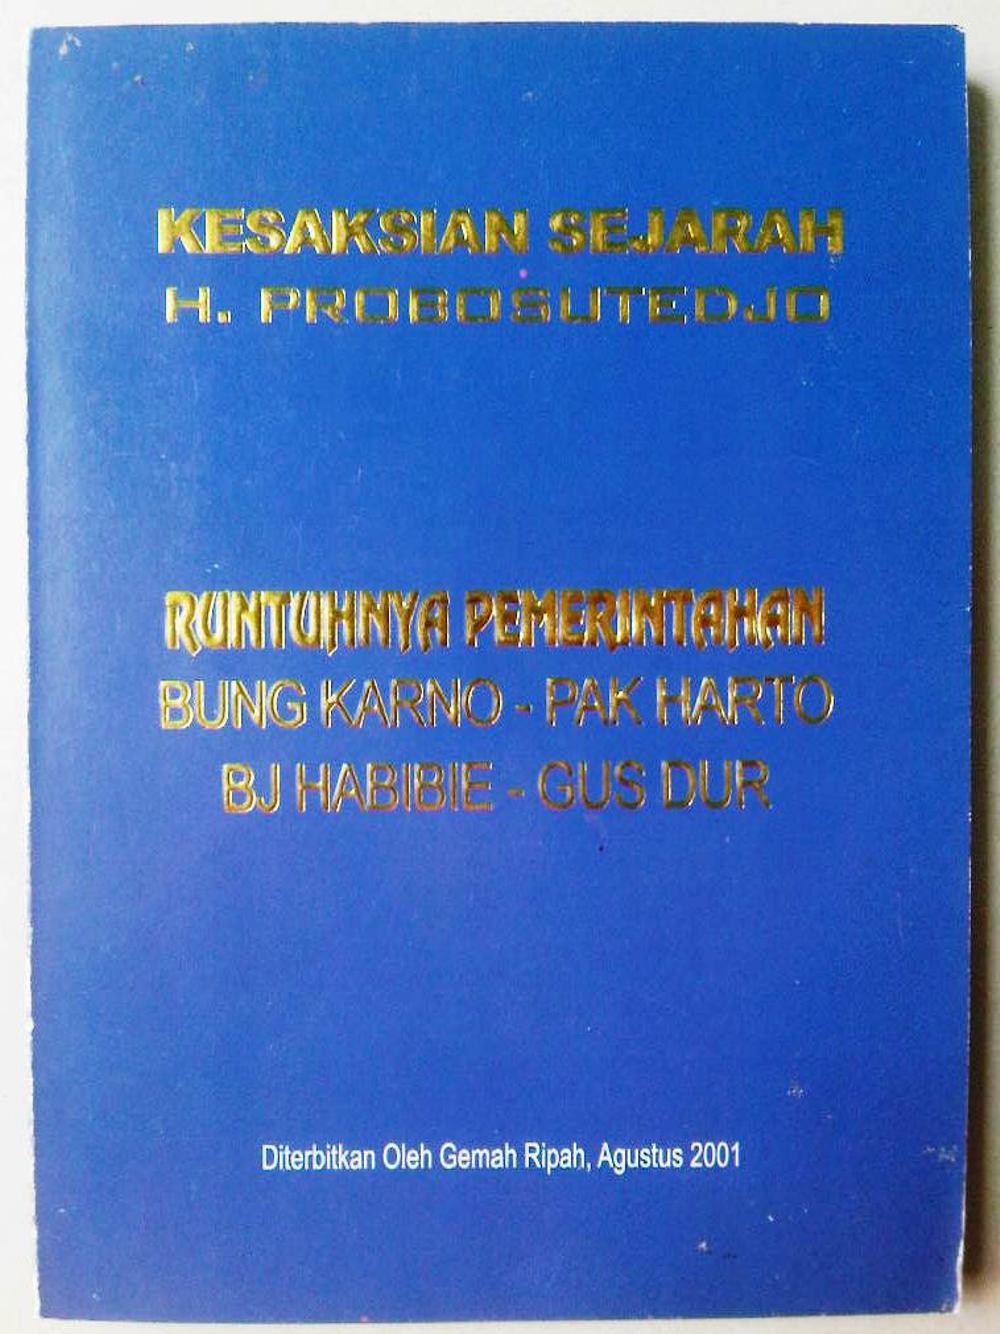 KESAKSIAN SEJARAH
H. PROBOSUTEDJO
RUNTUHNYA PEMERINTAHAN
BUNG KARNO - PAK HARTO
BJ HABIBIE - GUS DUR
Diterbitkan Oleh Gemah Ripah, Agustus 2001